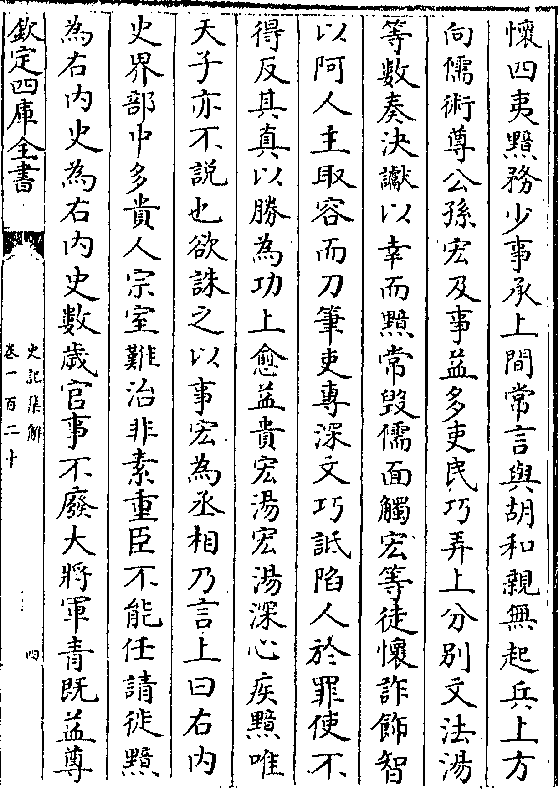 懷四夷黯務少事承上間常言與胡和親無起兵上方
向儒術尊公孫宏及事益多吏民巧弄上分别文法湯
等數奏決讞以幸而黯常毁儒面觸宏等徒懷詐飾智
以阿人主取容而刀筆吏專深文巧詆陷人於罪使不
得反其真以勝為功上愈益貴宏湯宏湯深心疾黯唯
天子亦不説也欲誅之以事宏為丞相乃言上曰右内
史界部中多貴人宗室難治非素重臣不能任請徙黯
為右内史為右内史數歲官事不廢大將軍青既益尊
欽定四庫全書
史記集解
卷一百二十
四